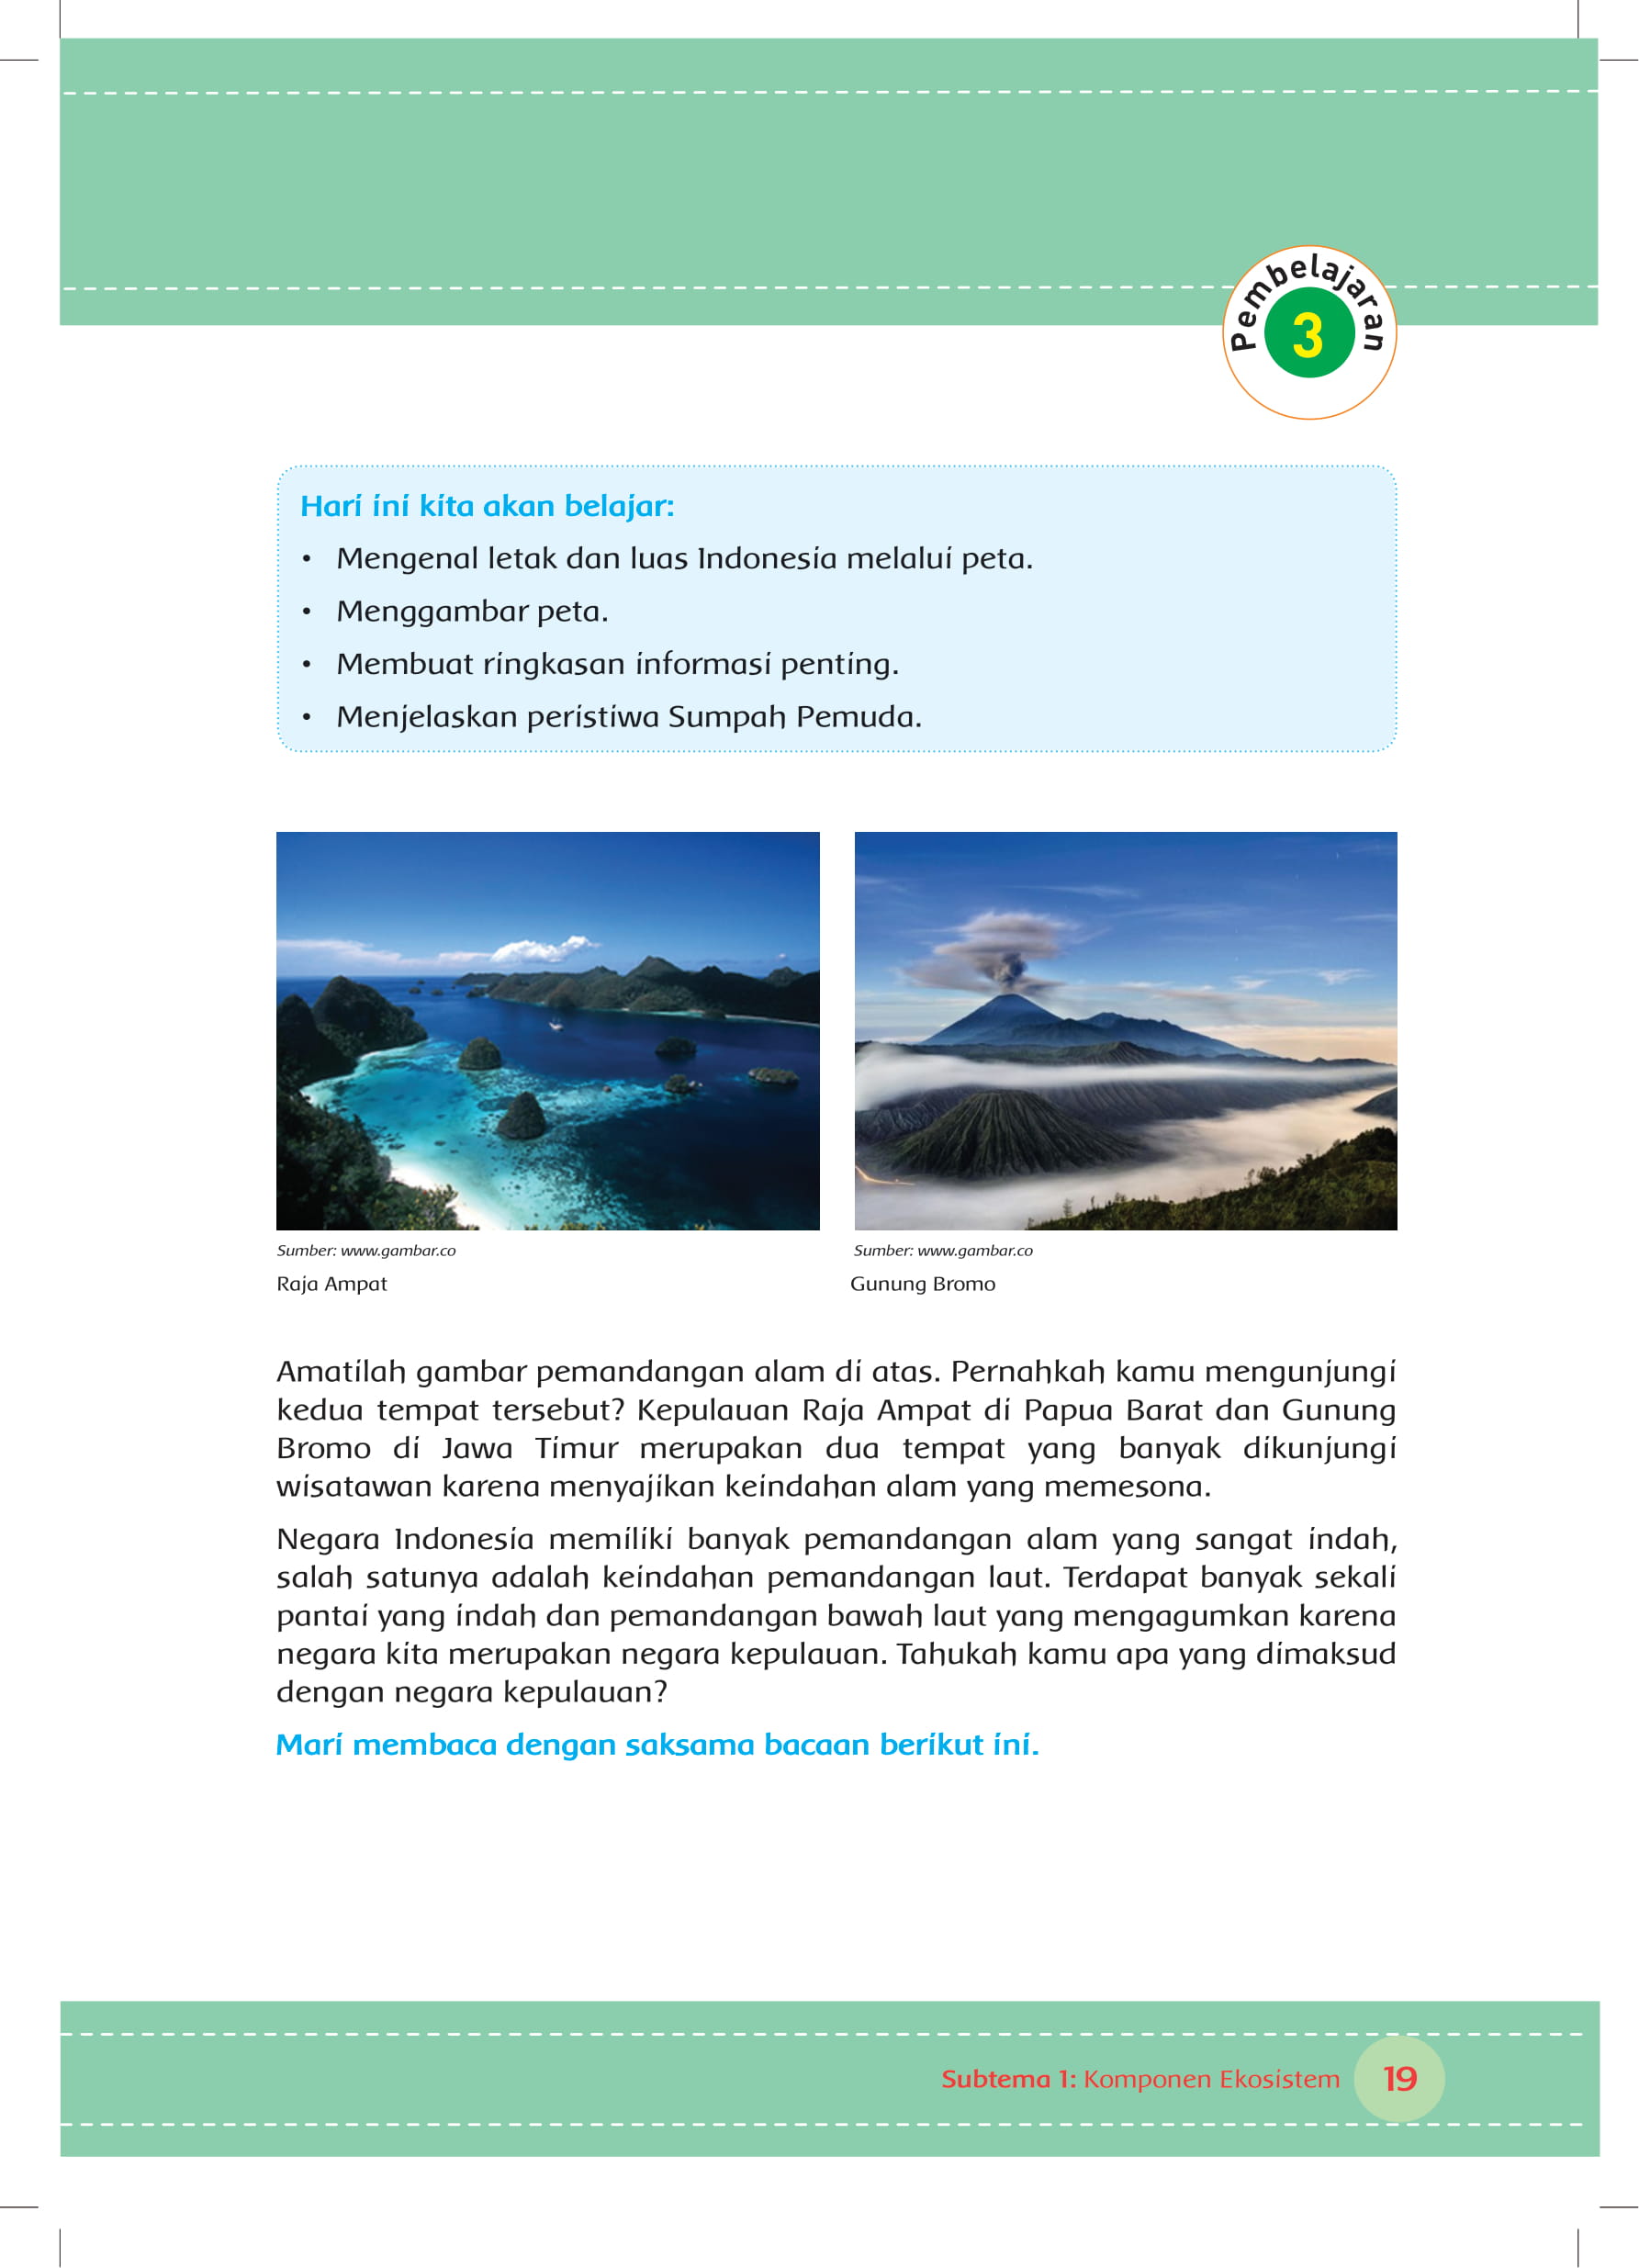 Pembelajaran
3
Hari ini kita akan belajar:
• Mengenal letak dan luas Indonesia melalui peta.
• Menggambar peta.
• Membuat ringkasan informasi penting.
• Menjelaskan peristiwa Sumpah Pemuda.
Sumber: www.gambar.co
Raja Ampat
Sumber: www.gambar.co
Gunung Bromo
Amatilah gambar pemandangan alam di atas. Pernahkah kamu mengunjungi
kedua tempat tersebut? Kepulauan Raja Ampat di Papua Barat dan Gunung
Bromo di Jawa Timur merupakan dua tempat yang banyak dikunjungi
wisatawan karena menyajikan keindahan alam yang memesona.
Negara Indonesia memiliki banyak pemandangan alam yang sangat indah,
salah satunya adalah keindahan pemandangan laut. Terdapat banyak sekali
pantai yang indah dan pemandangan bawah laut yang mengagumkan karena
negara kita merupakan negara kepulauan. Tahukah kamu apa yang dimaksud
dengan negara kepulauan?
Mari membaca dengan saksama bacaan berikut ini.
Subtema 1: Komponen Ekosistem
19